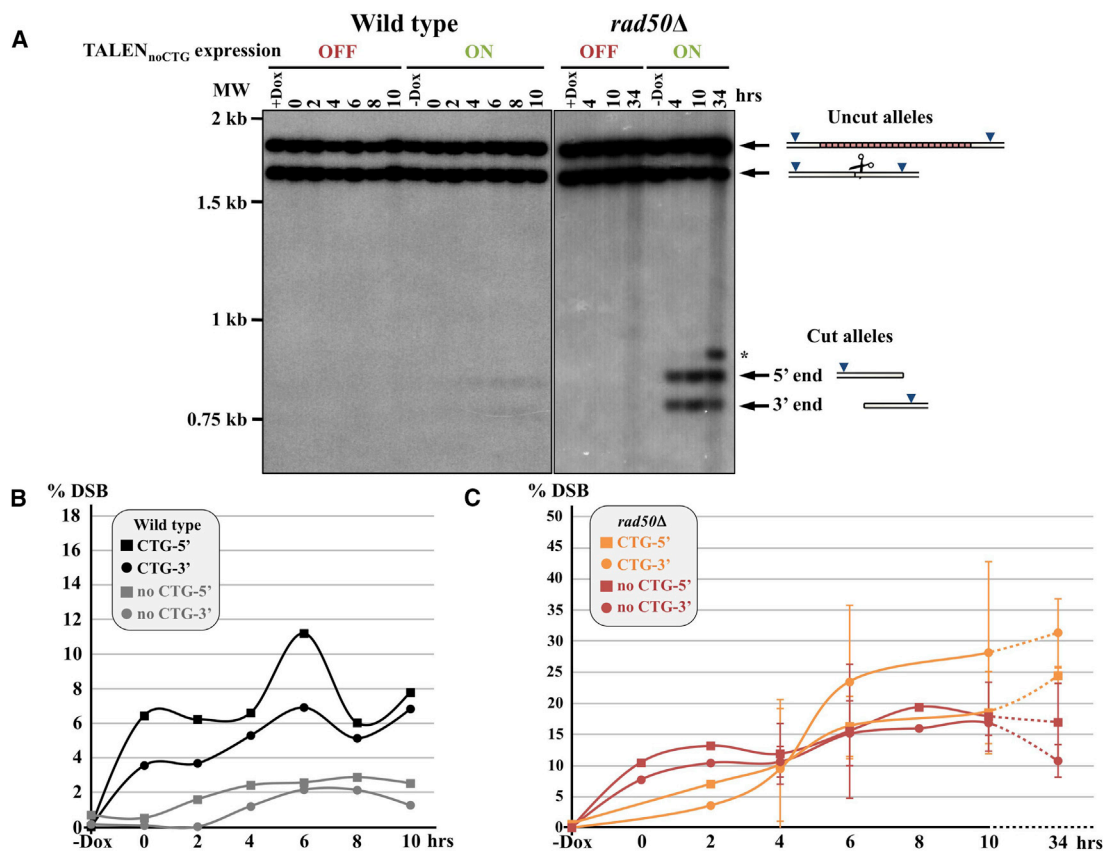 A
Wild type
rad50Δ
TALENnoCTG expression
OFF
ON
OFF
ON
MW
+Dox 0 2 4 6 8 10 -Dox 0 2 4 6 8 10
+Dox 4 10 34 -Dox 4 10 34 hrs
2 kb
Uncut alleles
1.5 kb
1 kb
Cut alleles
*
5' end
3' end
0.75 kb
B
% DSB
18
16
14
12
10
8
6
4
2
0
Wild type
CTG-5'
CTG-3'
no CTG-5'
no CTG-3'
-Dox 0 2 4 6 8 10 hrs
C
% DSB
50
45
40
35
30
25
20
15
10
5
0
rad50Δ
CTG-5'
CTG-3'
no CTG-5'
no CTG-3'
-Dox 0 2 4 6 8 10 34 hrs